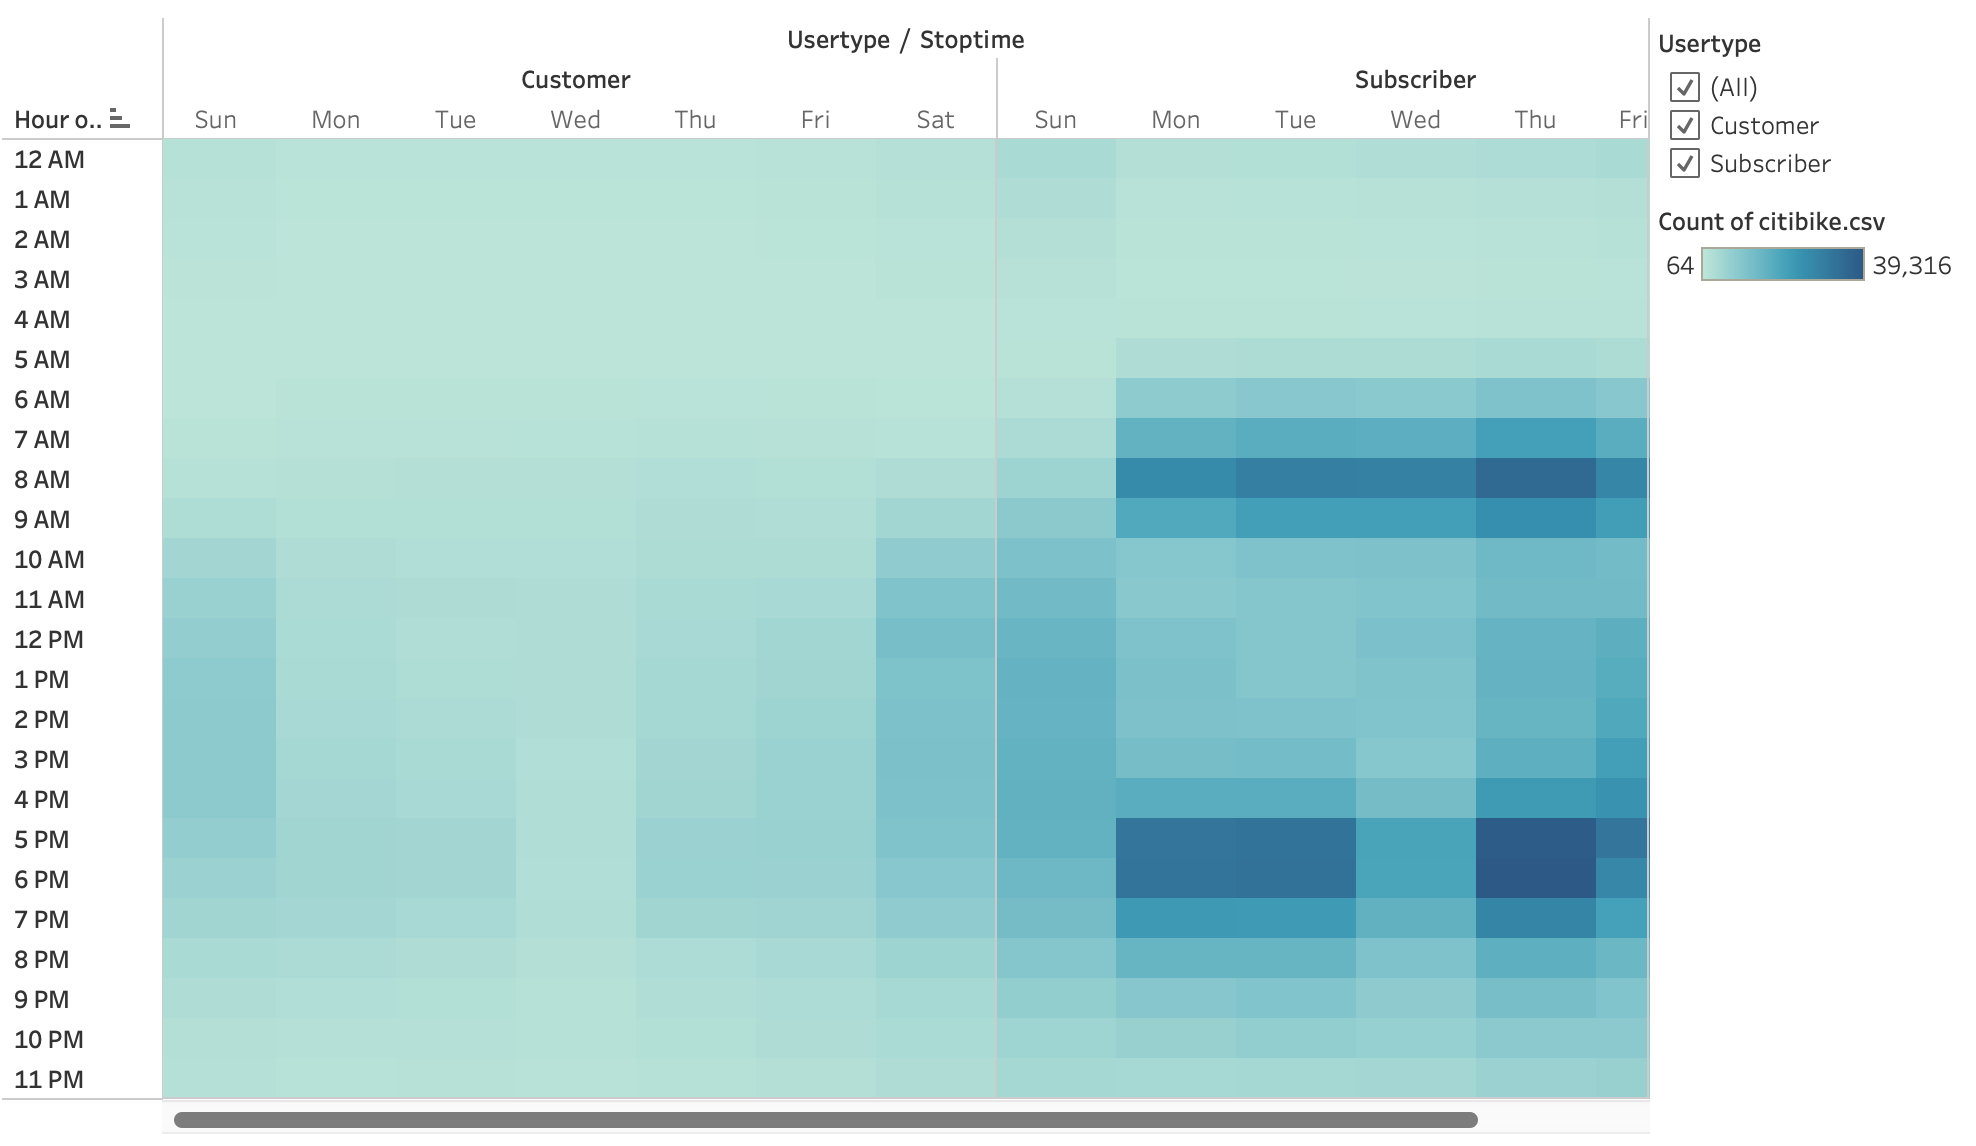 Usertype / Stoptime
Customer Subscriber
Hour o.. Sun Mon Tue Wed Thu Fri Sat Sun Mon Tue Wed Thu Fri
12 AM
1 AM
2 AM
3 AM
4 AM
5 AM
6 AM
7 AM
8 AM
9 AM
10 AM
11 AM
12 PM
1 PM
2 PM
3 PM
4 PM
5 PM
6 PM
7 PM
8 PM
9 PM
10 PM
11 PM
Usertype
(All)
Customer
Subscriber
Count of citibike.csv
64 39,316